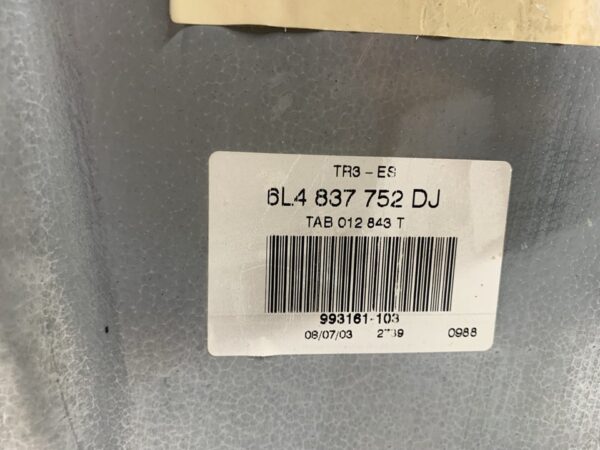 TR3 - ES
6L4 837 752 DJ
TAB 012 843 T
993161-103
08/07/03 0988